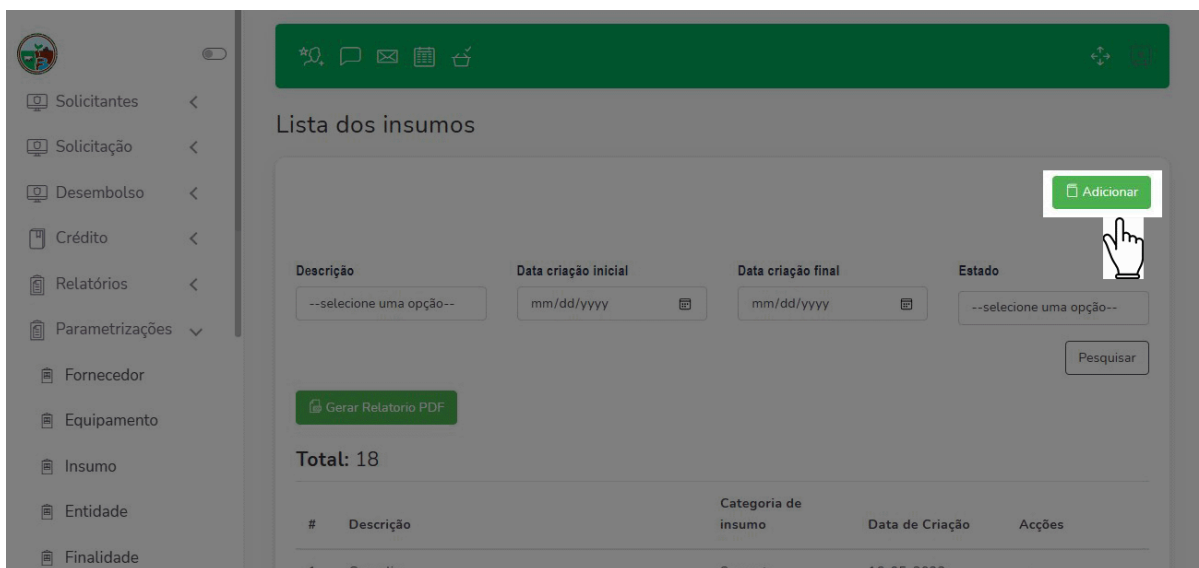 Solicitantes
Solicitação
Desembolso
Crédito
Relatórios
Parametrizações
Fornecedor
Equipamento
Insumo
Entidade
Finalidade
Lista dos insumos
Adicionar
Descrição Data criação inicial Data criação final Estado
--selecione uma opção-- mm/dd/yyyy mm/dd/yyyy --selecione uma opção--
Pesquisar
Gerar Relatorio PDF
Total: 18
Categoria de
# Descrição insumo Data de Criação Acções